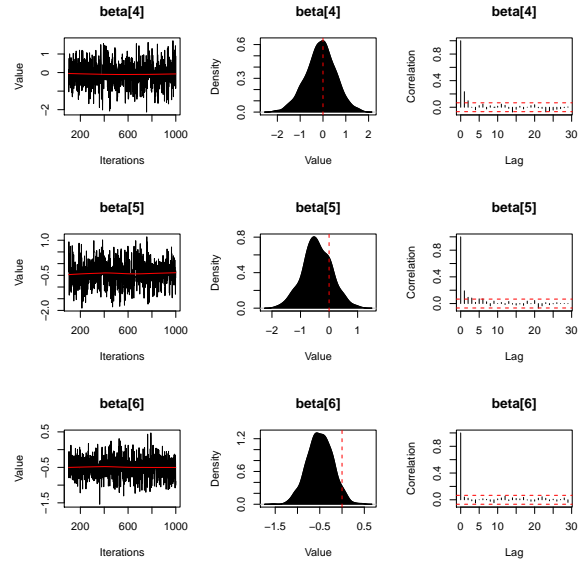 beta[4] beta[4] beta[4]
Value
1
0
−2
200 600 1000
Iterations
Density
0.6
0.3
0.0
−2 −1 0 1 2
Value
Correlation
0.8
0.4
0.0
0 5 10 20 30
Lag
beta[5] beta[5] beta[5]
Value
1.0
−0.5
−2.0
200 600 1000
Iterations
Density
0.8
0.4
0.0
−2 −1 0 1
Value
Correlation
0.8
0.4
0.0
0 5 10 20 30
Lag
beta[6] beta[6] beta[6]
Value
0.5
−0.5
−1.5
200 600 1000
Iterations
Density
1.2
0.6
0.0
−1.5 −0.5 0.5
Value
Correlation
0.8
0.4
0.0
0 5 10 20 30
Lag